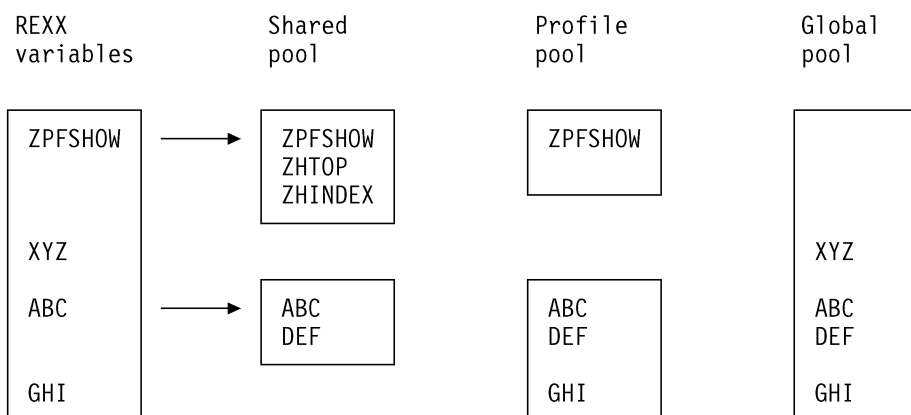 REXX variables
Shared pool
Profile pool
Global pool
ZPFSHOW
ZPFSHOW
ZPFSHOW
ZHTOP
ZHINDEX
XYZ
XYZ
ABC
ABC
ABC
ABC
DEF
DEF
DEF
GHI
GHI
GHI